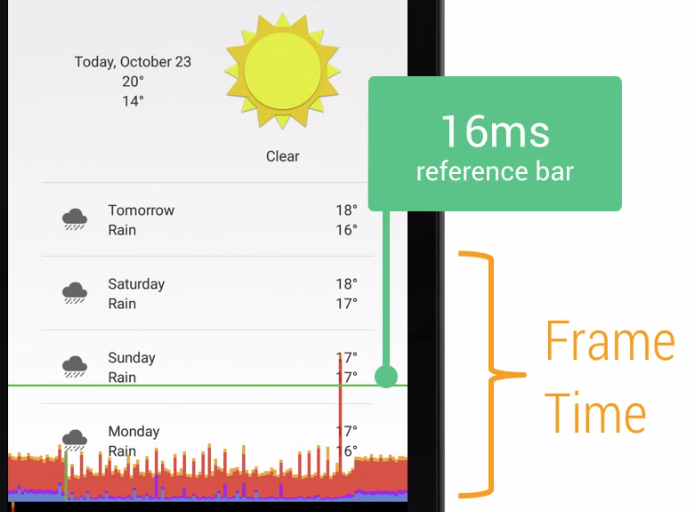 Today, October 23
20°
14°
Clear
16ms
reference bar
Tomorrow 18°
Rain 16°
Saturday 18°
Rain 17°
Sunday 17°
Rain 17°
Monday 17°
Rain 16°
Frame
Time